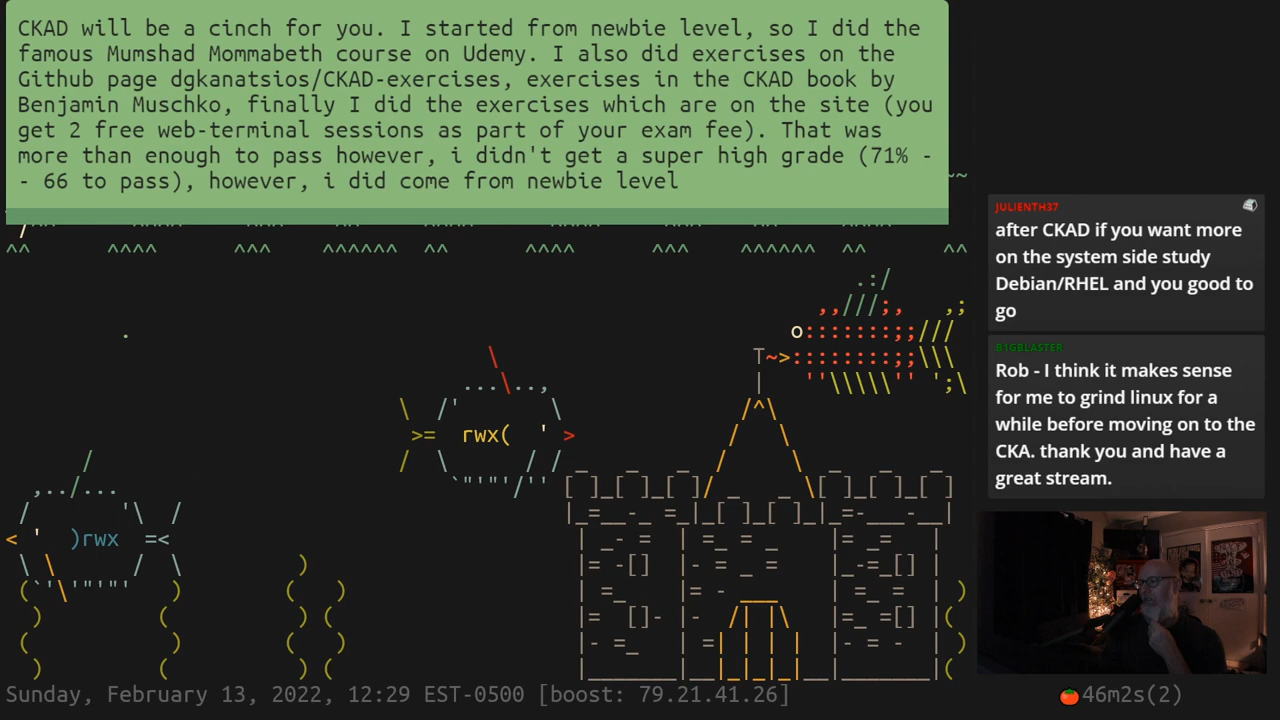 CKAD will be a cinch for you. I started from newbie level, so I did the
famous Mumshad Mommabeth course on Udemy. I also did exercises on the
Github page dgkanatsios/CKAD-exercises, exercises in the CKAD book by
Benjamin Muschko, finally I did the exercises which are on the site (you
get 2 free web-terminal sessions as part of your exam fee). That was
more than enough to pass however, i didn't get a super high grade (71% -
- 66 to pass), however, i did come from newbie level
JULIENTH37
after CKAD if you want more
on the system side study
Debian/RHEL and you good to
go
B1GBLASTER
Rob - I think it makes sense
for me to grind linux for a
while before moving on to the
CKA. thank you and have a
great stream.
rwx(
)rwx
Sunday, February 13, 2022, 12:29 EST-0500 [boost: 79.21.41.26]
46m2s(2)